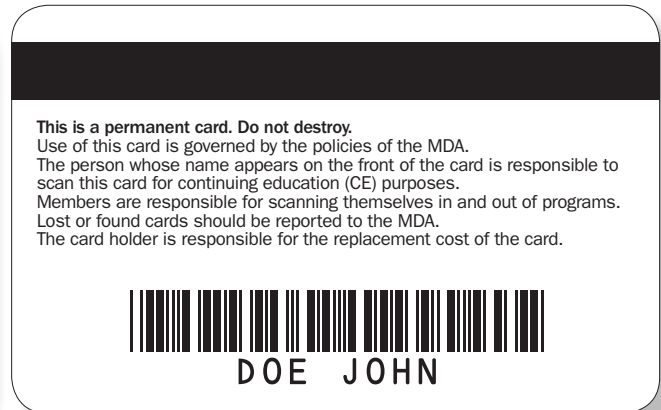 This is a permanent card. Do not destroy.
Use of this card is governed by the policies of the MDA.
The person whose name appears on the front of the card is responsible to
scan this card for continuing education (CE) purposes.
Members are responsible for scanning themselves in and out of programs.
Lost or found cards should be reported to the MDA.
The card holder is responsible for the replacement cost of the card.
DOE JOHN